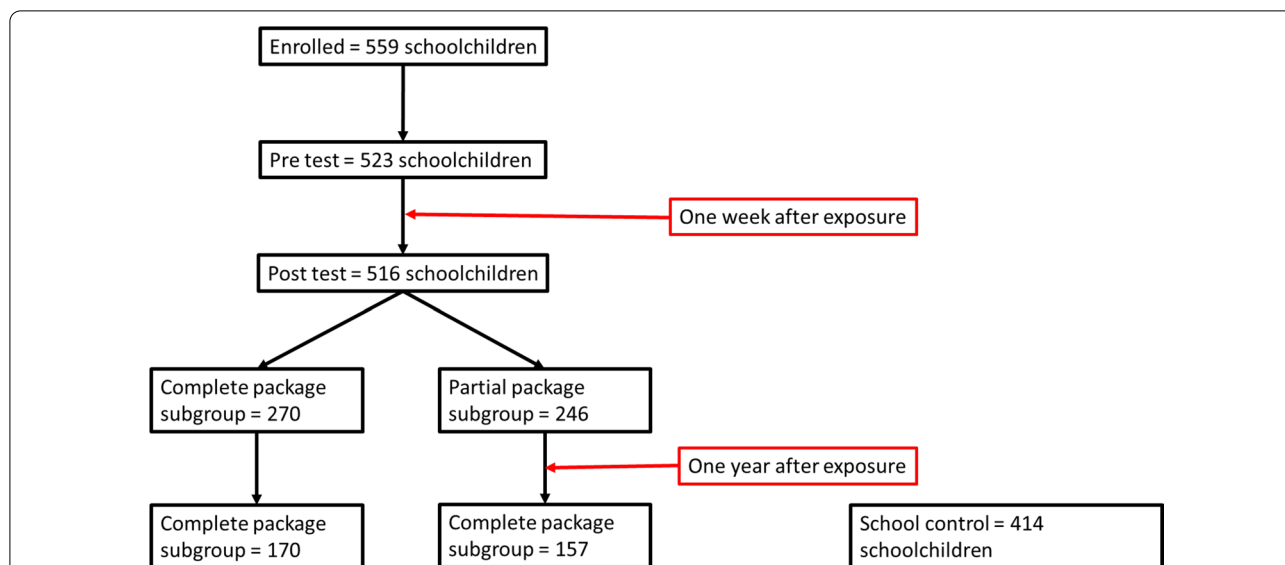 Enrolled = 559 schoolchildren
Pre test = 523 schoolchildren
One week after exposure
Post test = 516 schoolchildren
Complete package
subgroup = 270
Partial package
subgroup = 246
One year after exposure
Complete package
subgroup = 170
Complete package
subgroup = 157
School control = 414
schoolchildren